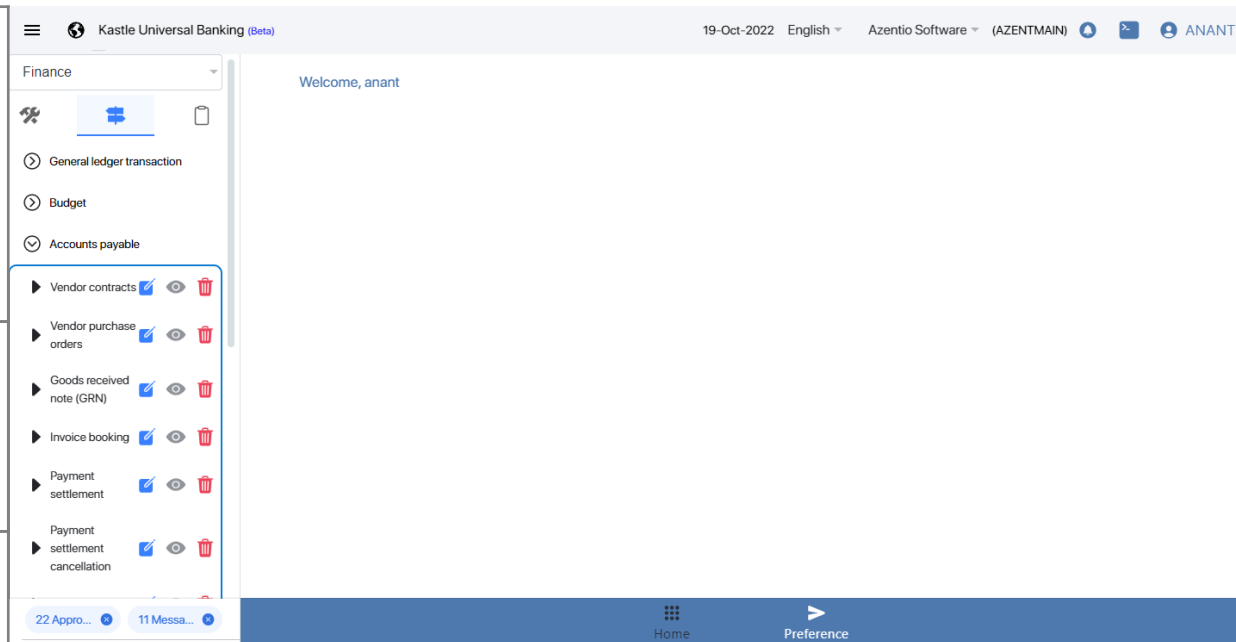 Kastle Universal Banking (Beta)
19-Oct-2022 English Azentio Software (AZENTMAIN) ANANT
Finance
Welcome, anant
General ledger transaction
Budget
Accounts payable
Vendor contracts
Vendor purchase
orders
Goods received
note (GRN)
Invoice booking
Payment
settlement
Payment
settlement
cancellation
22 Appro...
11 Messa...
Home
Preference